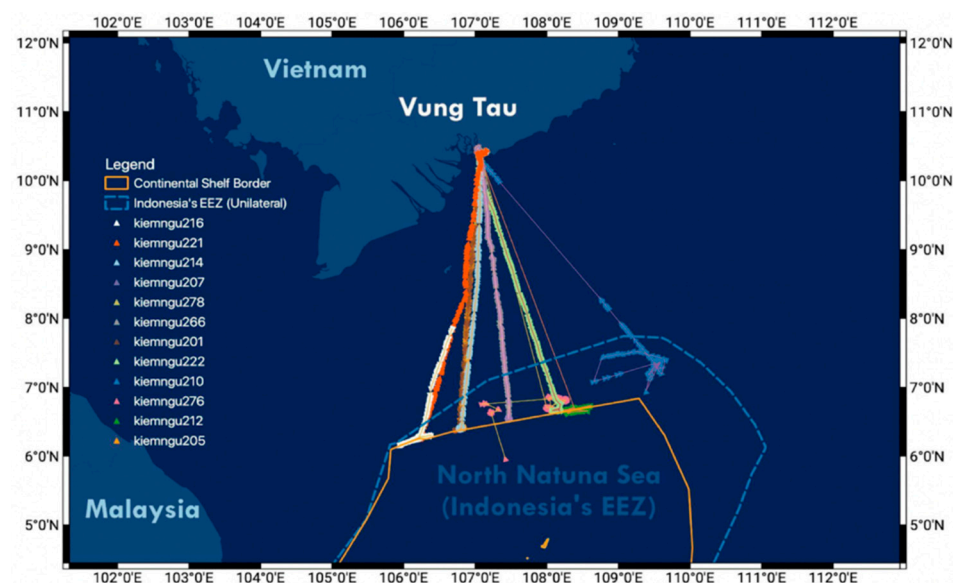 102°0'E 103°0'E 104°0'E 105°0'E 106°0'E 107°0'E 108°0'E 109°0'E 110°0'E 111°0'E 112°0'E
12°0'N 12°0'N
Vietnam
Vung Tau
11°0'N 11°0'N
Legend
10°0'N 10°0'N
Continental Shelf Border
Indonesia's EEZ (Unilateral)
kiemngu216
9°0'N 9°0'N
kiemngu221
kiemngu214
kiemngu207
8°0'N 8°0'N
kiemngu278
kiemngu266
kiemngu201
kiemngu222
7°0'N 7°0'N
kiemngu210
kiemngu276
kiemngu212
kiemngu205
6°0'N 6°0'N
North Natuna Sea
(Indonesia's EEZ)
Malaysia
5°0'N 5°0'N
102°0'E 103°0'E 104°0'E 105°0'E 106°0'E 107°0'E 108°0'E 109°0'E 110°0'E 111°0'E 112°0'E